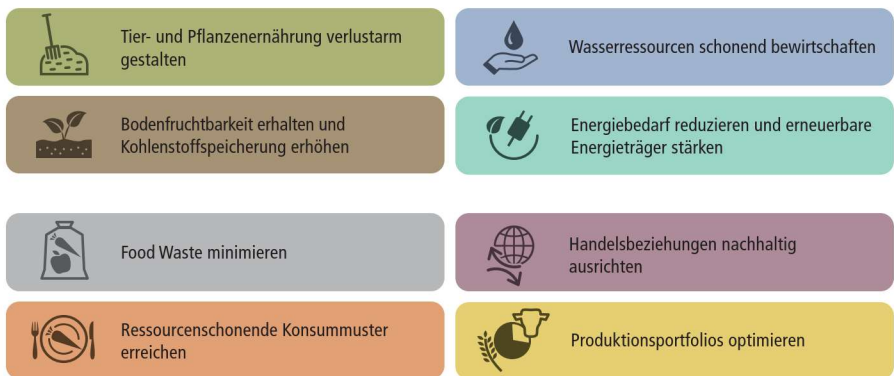 Tier- und Pflanzenernährung verlustarm
gestalten
Wasserressourcen schonend bewirtschaften
Bodenfruchtbarkeit erhalten und
Kohlenstoffspeicherung erhöhen
Energiebedarf reduzieren und erneuerbare
Energieträger stärken
Food Waste minimieren
Handelsbeziehungen nachhaltig
ausrichten
Ressourcenschonende Konsummuster
erreichen
Produktionsportfolios optimieren